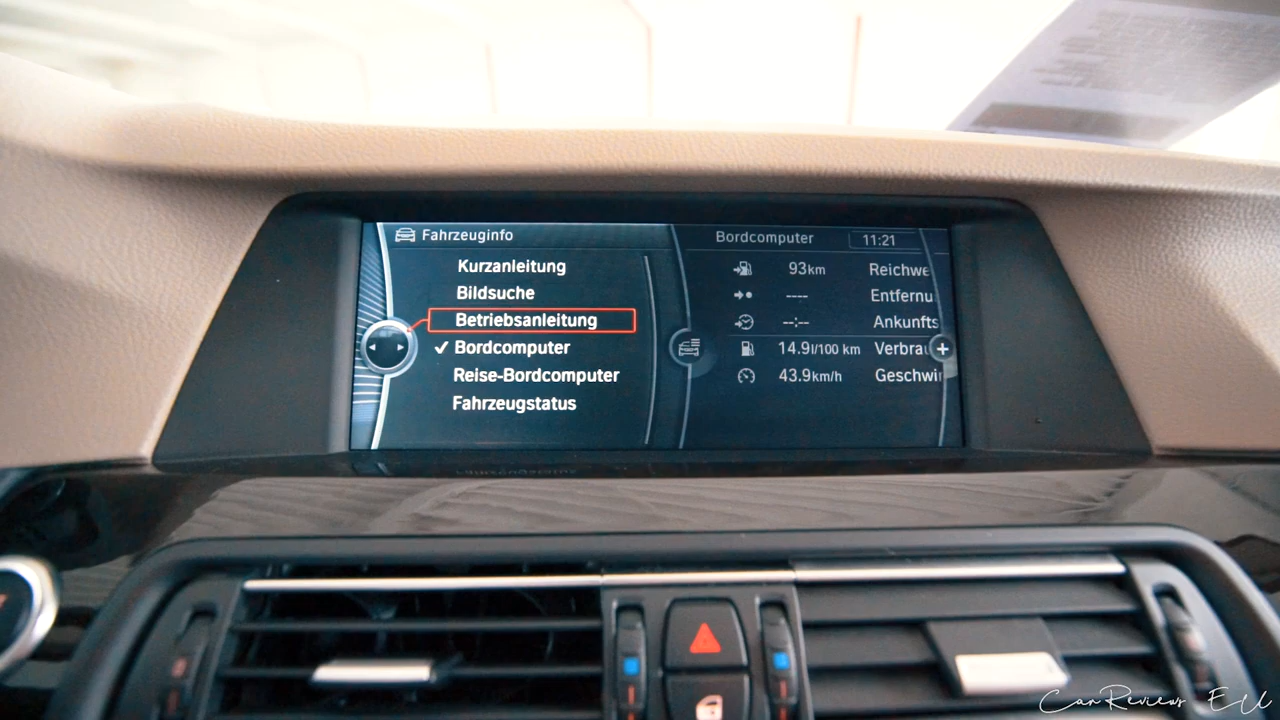 Fahrzeuginfo
Kurzanleitung
Bildsuche
Betriebsanleitung
Bordcomputer
Reise-Bordcomputer
Fahrzeugstatus
Bordcomputer 11:21
93km Reichwe
---- Entfernu
--:-- Ankunfts
14.9l/100 km Verbrau
43.9km/h Geschwin
CarReviews EU